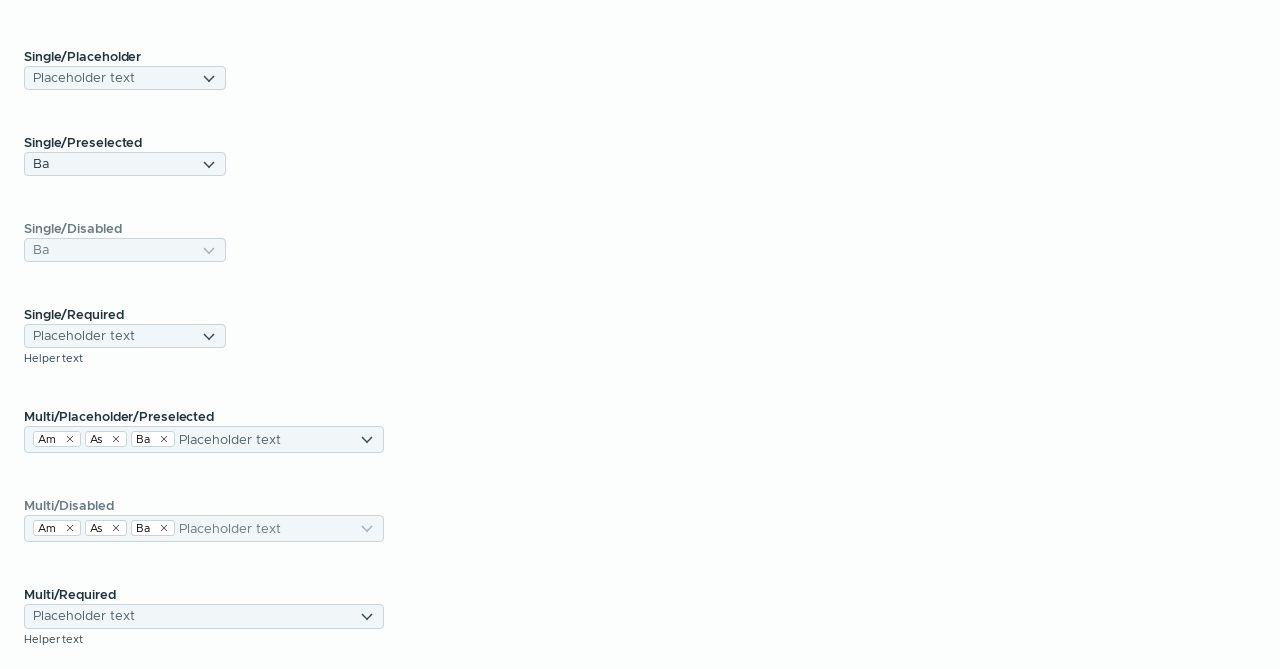 Single/Placeholder
Placeholder text
Single/Preselected
Ba
Single/Disabled
Ba
Single/Required
Placeholder text
Helper text
Multi/Placeholder/Preselected
Am As Ba Placeholder text
Multi/Disabled
Am As Ba Placeholder text
Multi/Required
Placeholder text
Helper text